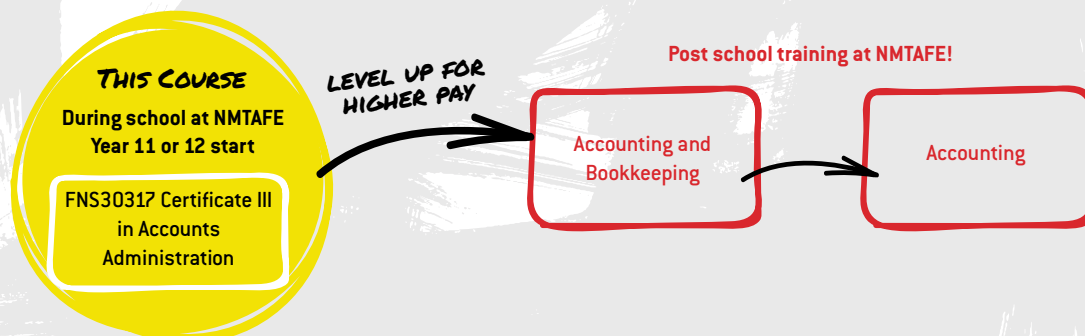 THIS COURSE
During school at NMTAFE
Year 11 or 12 start
FNS30317 Certificate III
in Accounts
Administration
LEVEL UP FOR
HIGHER PAY
Post school training at NMTAFE!
Accounting and
Bookkeeping
Accounting